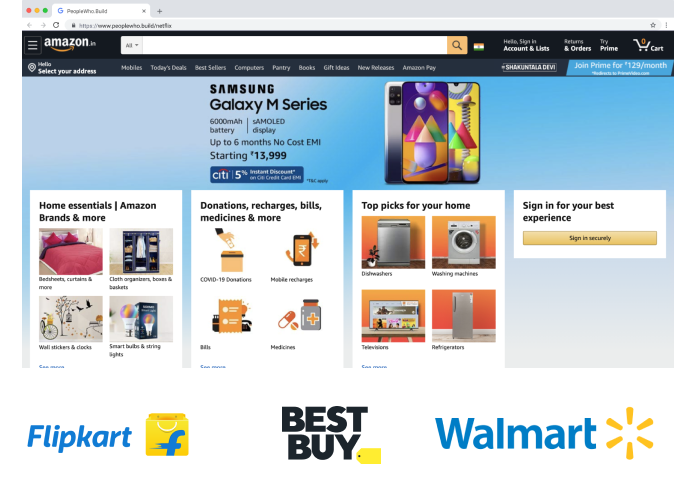 PeopleWho.Build
https://www.peoplewho.build/netflix
amazon.in
All
Hello, Sign in
Account & Lists
Returns
& Orders
Try
Prime
0
Cart
Hello
Select your address
Mobiles Today's Deals Best Sellers Computers Pantry Books Gift Ideas New Releases Amazon Pay
SHAKUNTALA DEVI
Join Prime for ₹129/month
*Redirects to PrimeVideo.com
SAMSUNG
Galaxy M Series
6000mAh | sAMOLED
battery | display
Up to 6 months No Cost EMI
Starting ₹13,999
citi 5% Instant Discount*
on Citi Credit Card EMI
*T&C apply
Home essentials | Amazon
Brands & more
Bedsheets, curtains &
more
Cloth organizers, boxes &
baskets
Wall stickers & clocks
Smart bulbs & string
lights
See more
Donations, recharges, bills,
medicines & more
COVID-19 Donations
Mobile recharges
Bills
Medicines
See more
Top picks for your home
Dishwashers
Washing machines
Televisions
Refrigerators
See more
Sign in for your best
experience
Sign in securely
Flipkart
BEST
BUY
Walmart